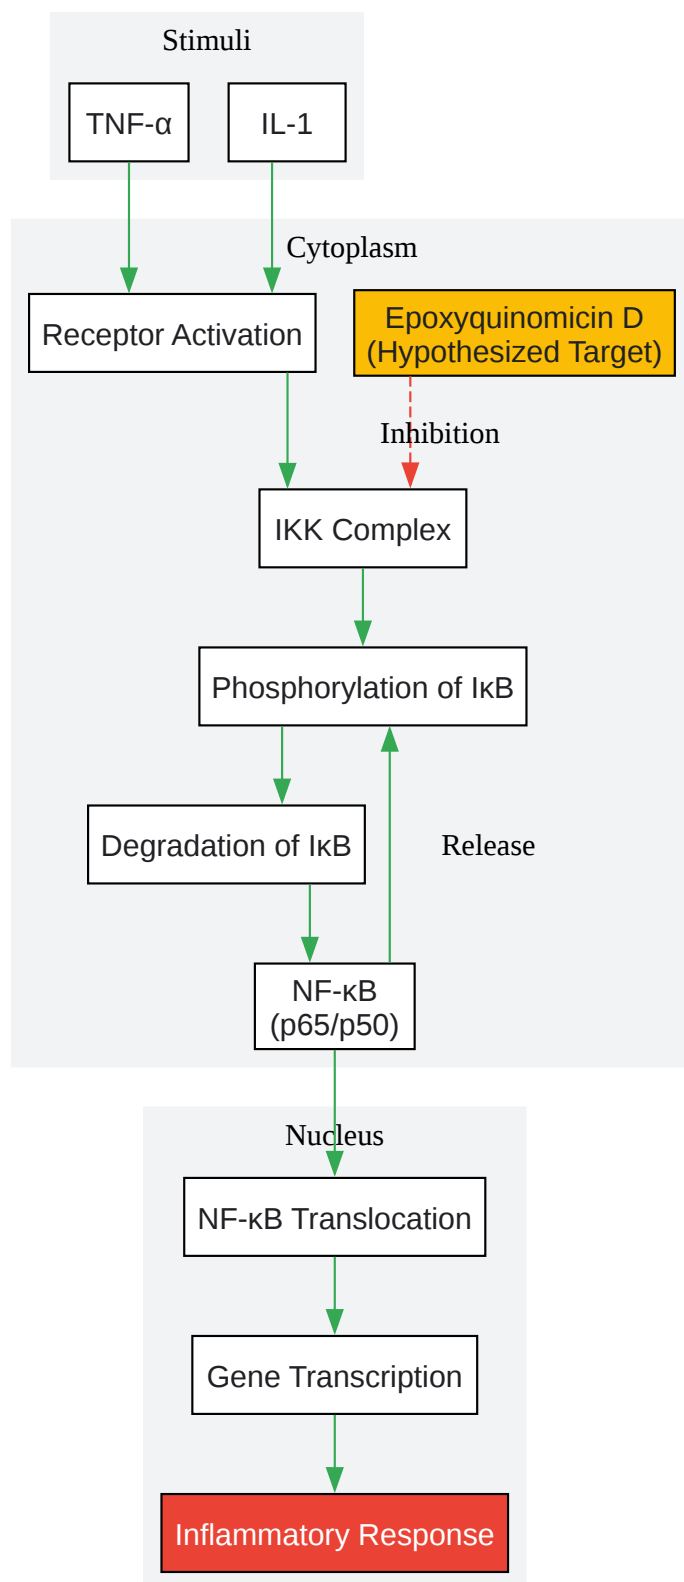 Stimuli
TNF-α
IL-1
Cytoplasm
Receptor Activation
Epoxyquinomicin D
(Hypothesized Target)
Inhibition
IKK Complex
Phosphorylation of IκB
Degradation of IκB
Release
NF-κB
(p65/p50)
Nucleus
NF-κB Translocation
Gene Transcription
Inflammatory Response